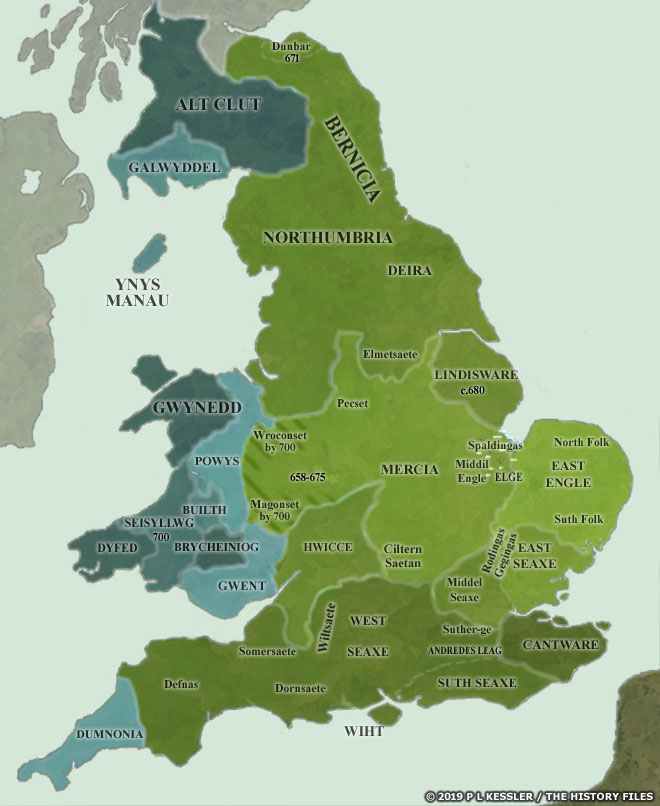 Dunbar
671
ALT CLUT
BERNICIA
GALWYDDEL
NORTHUMBRIA
DEIRA
YNYS
MANAU
Elmetsaete
LINDISWARE
c.680
Pecset
GWYNEDD
Wroconset
by 700
POWYS
Spaldingas
North Folk
MERCIA
Middil
Engle
ELGE
EAST
ENGLE
658-675
Magonset
by 700
BUILTH
SEISYLLWG
700
Suth Folk
DYFED
BRYCHEINIOG
HWICCE
Ciltern
Saetan
Rodingas
Gegingas
EAST
SEAXE
GWENT
Middel
Seaxe
Wiltsaete
WEST
SEAXE
Suther-ge
ANDREDES LEAG
CANTWARE
Somersaete
Defnas
Dornsaete
SUTH SEAXE
WIHT
DUMNONIA
© 2019 P L KESSLER / THE HISTORY FILES